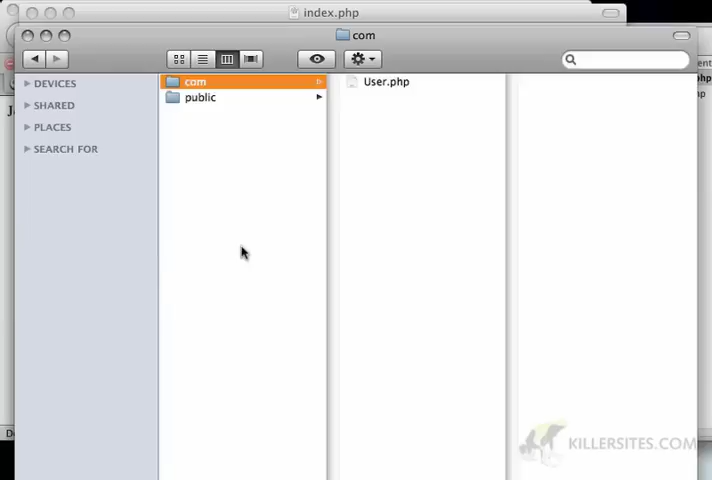 index.php
com
DEVICES
SHARED
PLACES
SEARCH FOR
com
public
User.php
KILLERSITES.COM